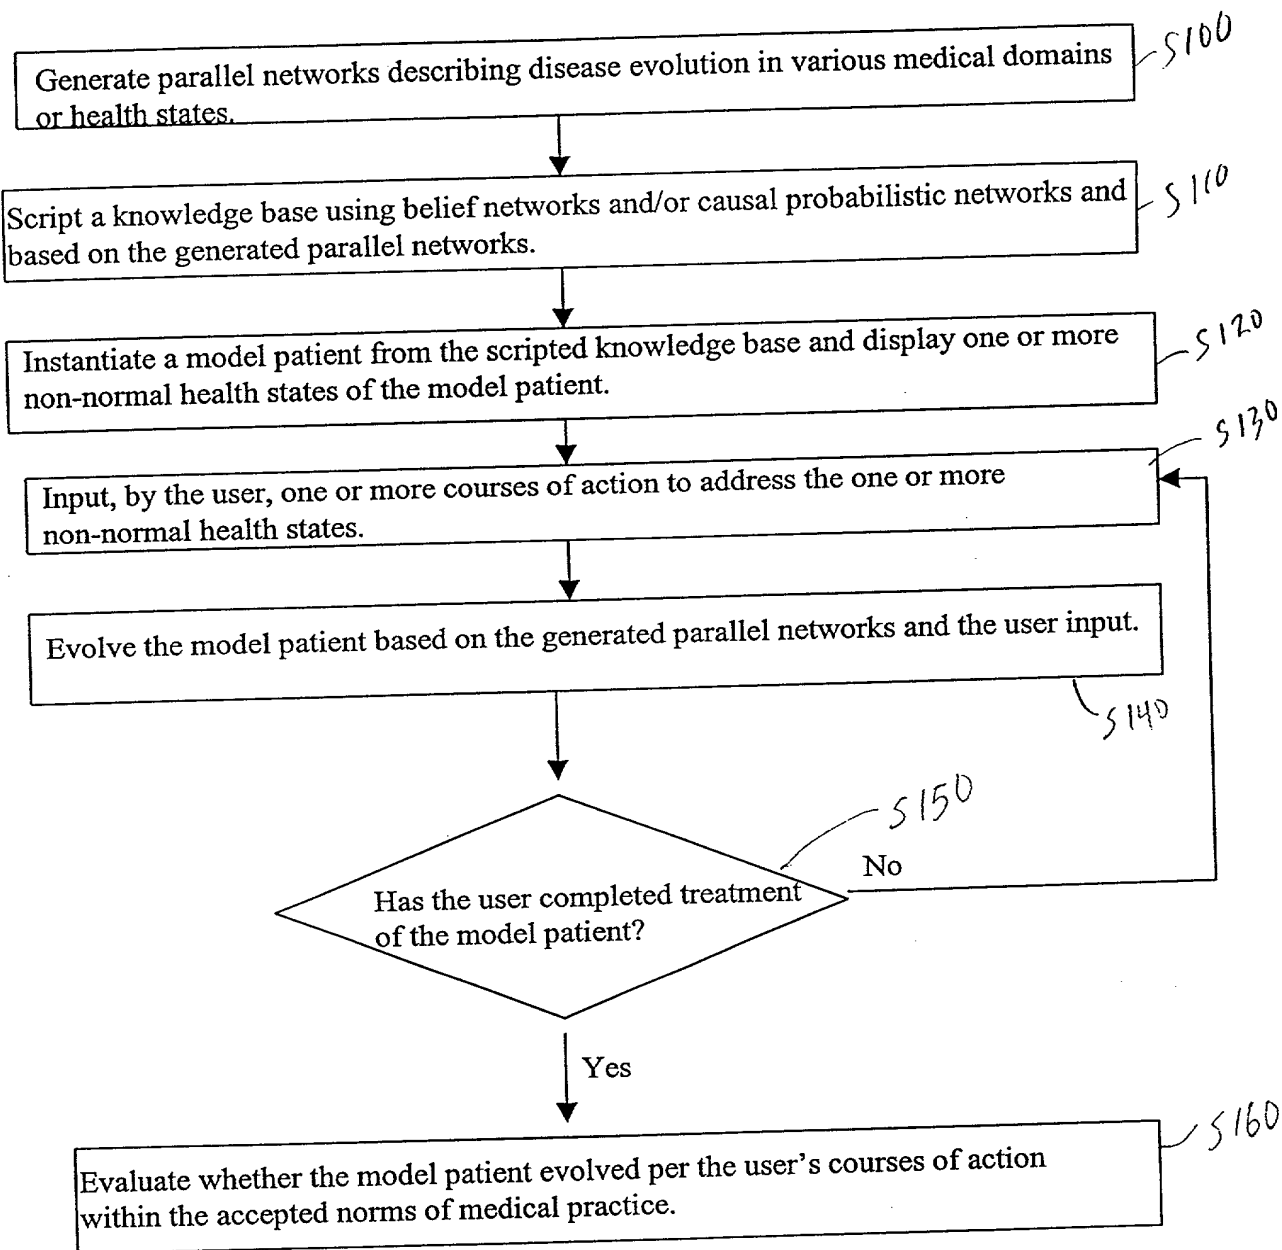 Generate parallel networks describing disease evolution in various medical domains
or health states.
S100
Script a knowledge base using belief networks and/or causal probabilistic networks and
based on the generated parallel networks.
S110
Instantiate a model patient from the scripted knowledge base and display one or more
non-normal health states of the model patient.
S120
S130
Input, by the user, one or more courses of action to address the one or more
non-normal health states.
Evolve the model patient based on the generated parallel networks and the user input.
S140
S150
No
Has the user completed treatment
of the model patient?
Yes
S160
Evaluate whether the model patient evolved per the user's courses of action
within the accepted norms of medical practice.